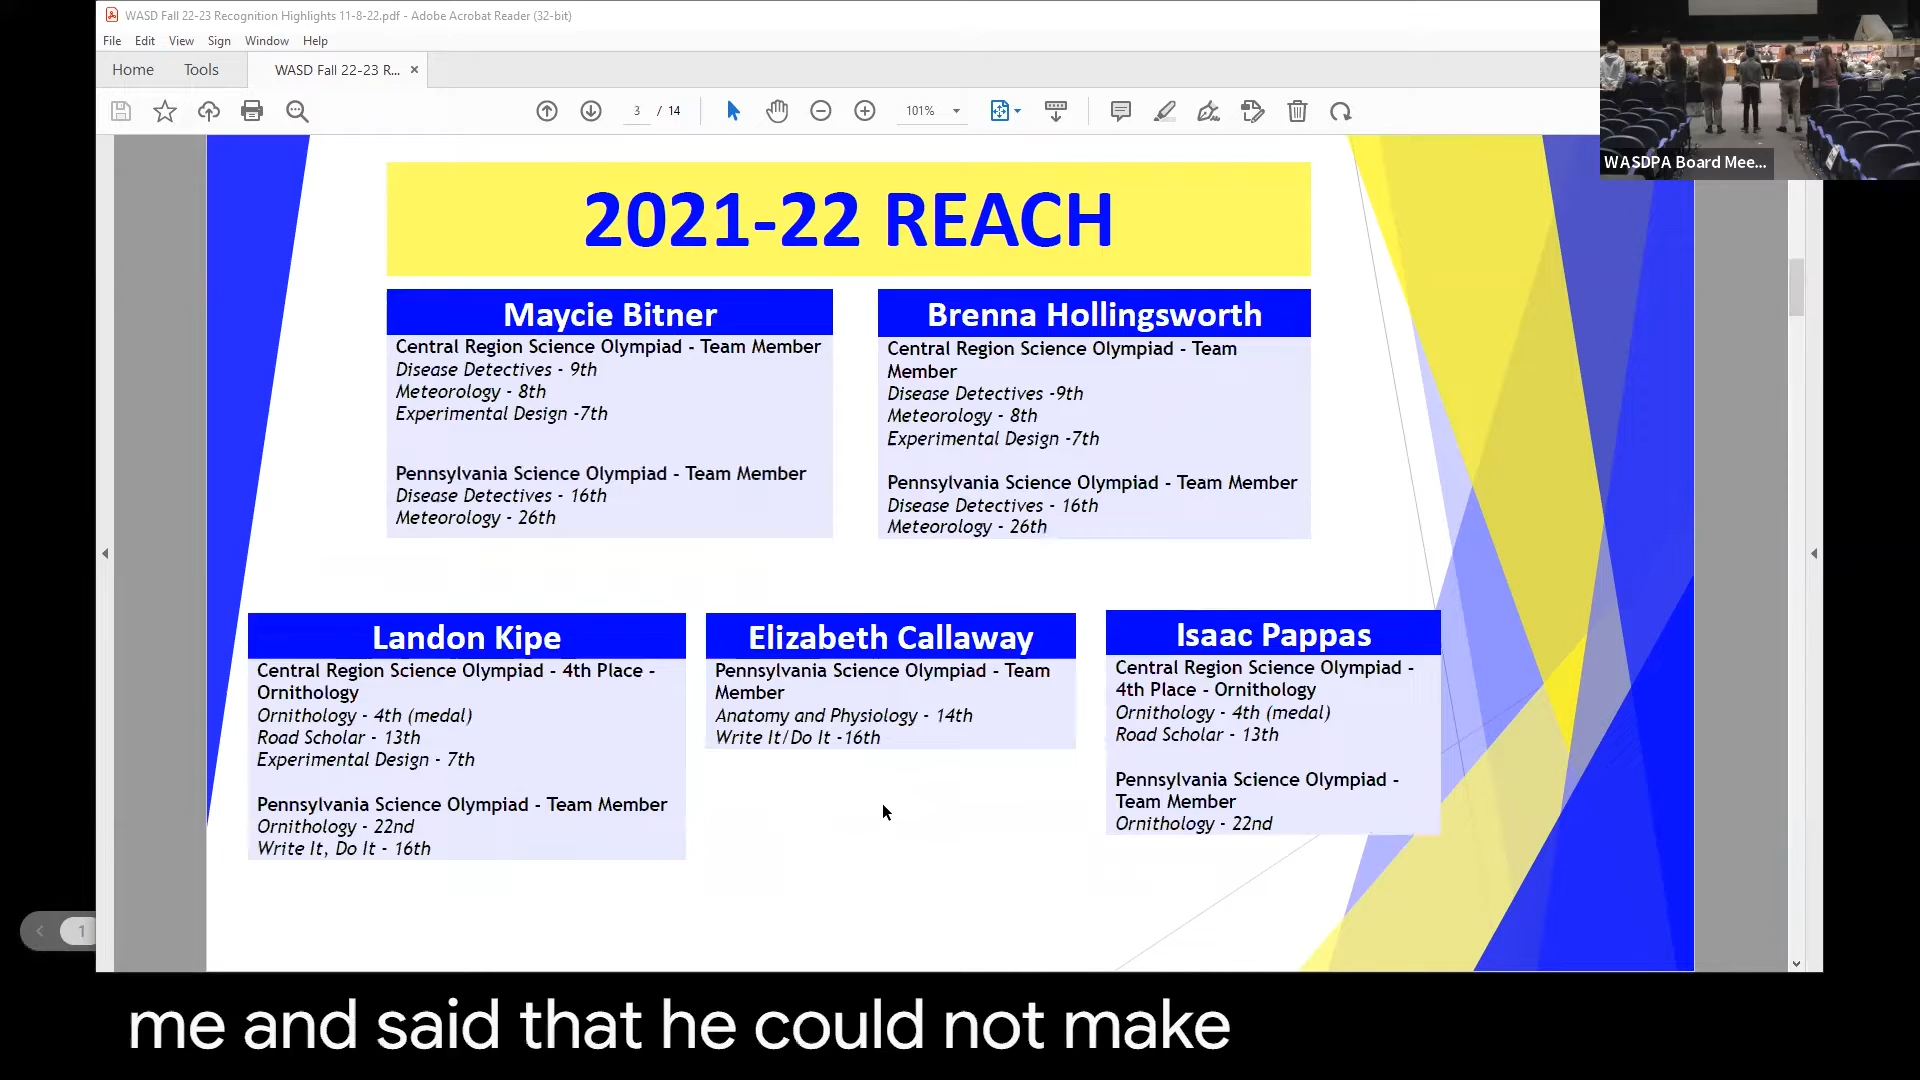 WASD Fall 22-23 Recognition Highlights 11-8-22.pdf - Adobe Acrobat Reader (32-bit)
File Edit View Sign Window Help
Home Tools WASD Fall 22-23 R... ×
3 / 14 101%
WASDPA Board Mee...
2021-22 REACH
Maycie Bitner
Central Region Science Olympiad - Team Member
Disease Detectives - 9th
Meteorology - 8th
Experimental Design -7th
Pennsylvania Science Olympiad - Team Member
Disease Detectives - 16th
Meteorology - 26th
Brenna Hollingsworth
Central Region Science Olympiad - Team
Member
Disease Detectives -9th
Meteorology - 8th
Experimental Design -7th
Pennsylvania Science Olympiad - Team Member
Disease Detectives - 16th
Meteorology - 26th
Landon Kipe
Central Region Science Olympiad - 4th Place -
Ornithology
Ornithology - 4th (medal)
Road Scholar - 13th
Experimental Design - 7th
Pennsylvania Science Olympiad - Team Member
Ornithology - 22nd
Write It, Do It - 16th
Elizabeth Callaway
Pennsylvania Science Olympiad - Team
Member
Anatomy and Physiology - 14th
Write It/Do It -16th
Isaac Pappas
Central Region Science Olympiad -
4th Place - Ornithology
Ornithology - 4th (medal)
Road Scholar - 13th
Pennsylvania Science Olympiad -
Team Member
Ornithology - 22nd
1
me and said that he could not make